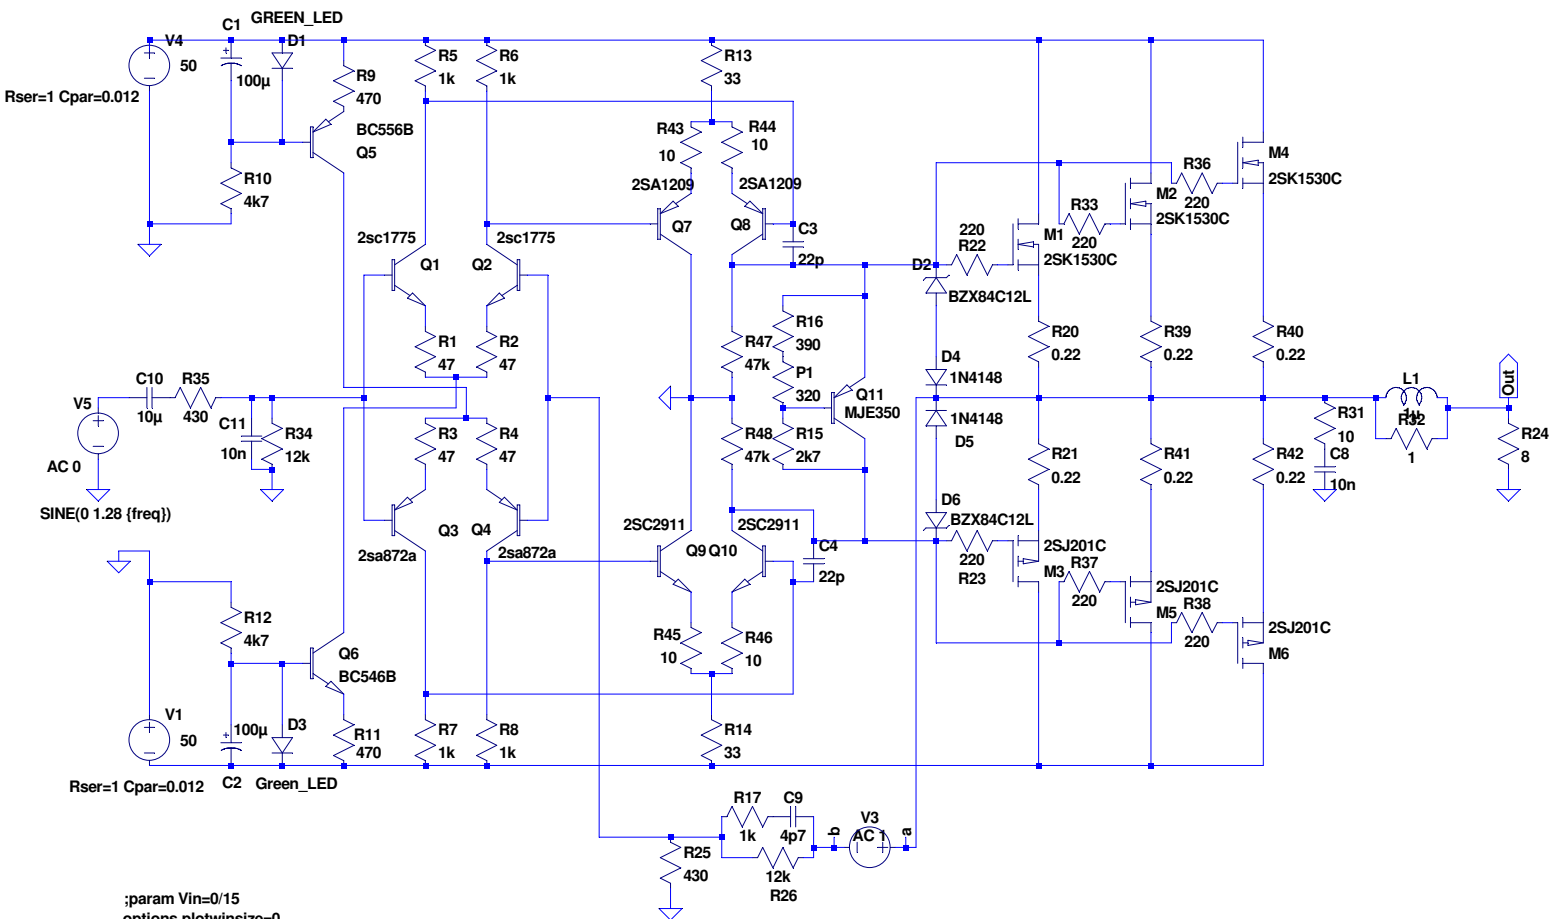 GREEN_LED
C1
D1
V4
50
100µ
Rser=1 Cpar=0.012
R9
470
R5
1k
R6
1k
R13
33
BC556B
Q5
R10
4k7
R43
10
R44
10
2SA1209
2SA1209
Q7
Q8
C3
22p
R36
220
M4
2SK1530C
R33
220
M2
2SK1530C
220
R22
M1
2SK1530C
2sc1775
2sc1775
Q1
Q2
D2
BZX84C12L
R1
47
R2
47
R16
390
P1
320
R47
47k
R20
0.22
R39
0.22
R40
0.22
D4
1N4148
Q11
MJE350
C10
10µ
R35
430
V5
AC 0
SINE(0 1.28 {freq})
C11
10n
R34
12k
R3
47
R4
47
R48
47k
R15
2k7
1N4148
D5
R21
0.22
R41
0.22
R42
0.22
R31
10
C8
10n
L1
1µ
R32
1
Out
R24
8
Q3
Q4
2sa872a
2sa872a
2SC2911
2SC2911
Q9
Q10
C4
22p
D6
BZX84C12L
220
R23
2SJ201C
M3
R37
220
2SJ201C
M5
R38
220
2SJ201C
M6
R12
4k7
Q6
BC546B
R45
10
R46
10
V1
50
100µ
D3
R11
470
R7
1k
R8
1k
R14
33
Rser=1 Cpar=0.012
C2
Green_LED
R17
1k
C9
4p7
b
V3
AC 1
a
R25
430
12k
R26
;param Vin=0/15
options plotwinsize=0